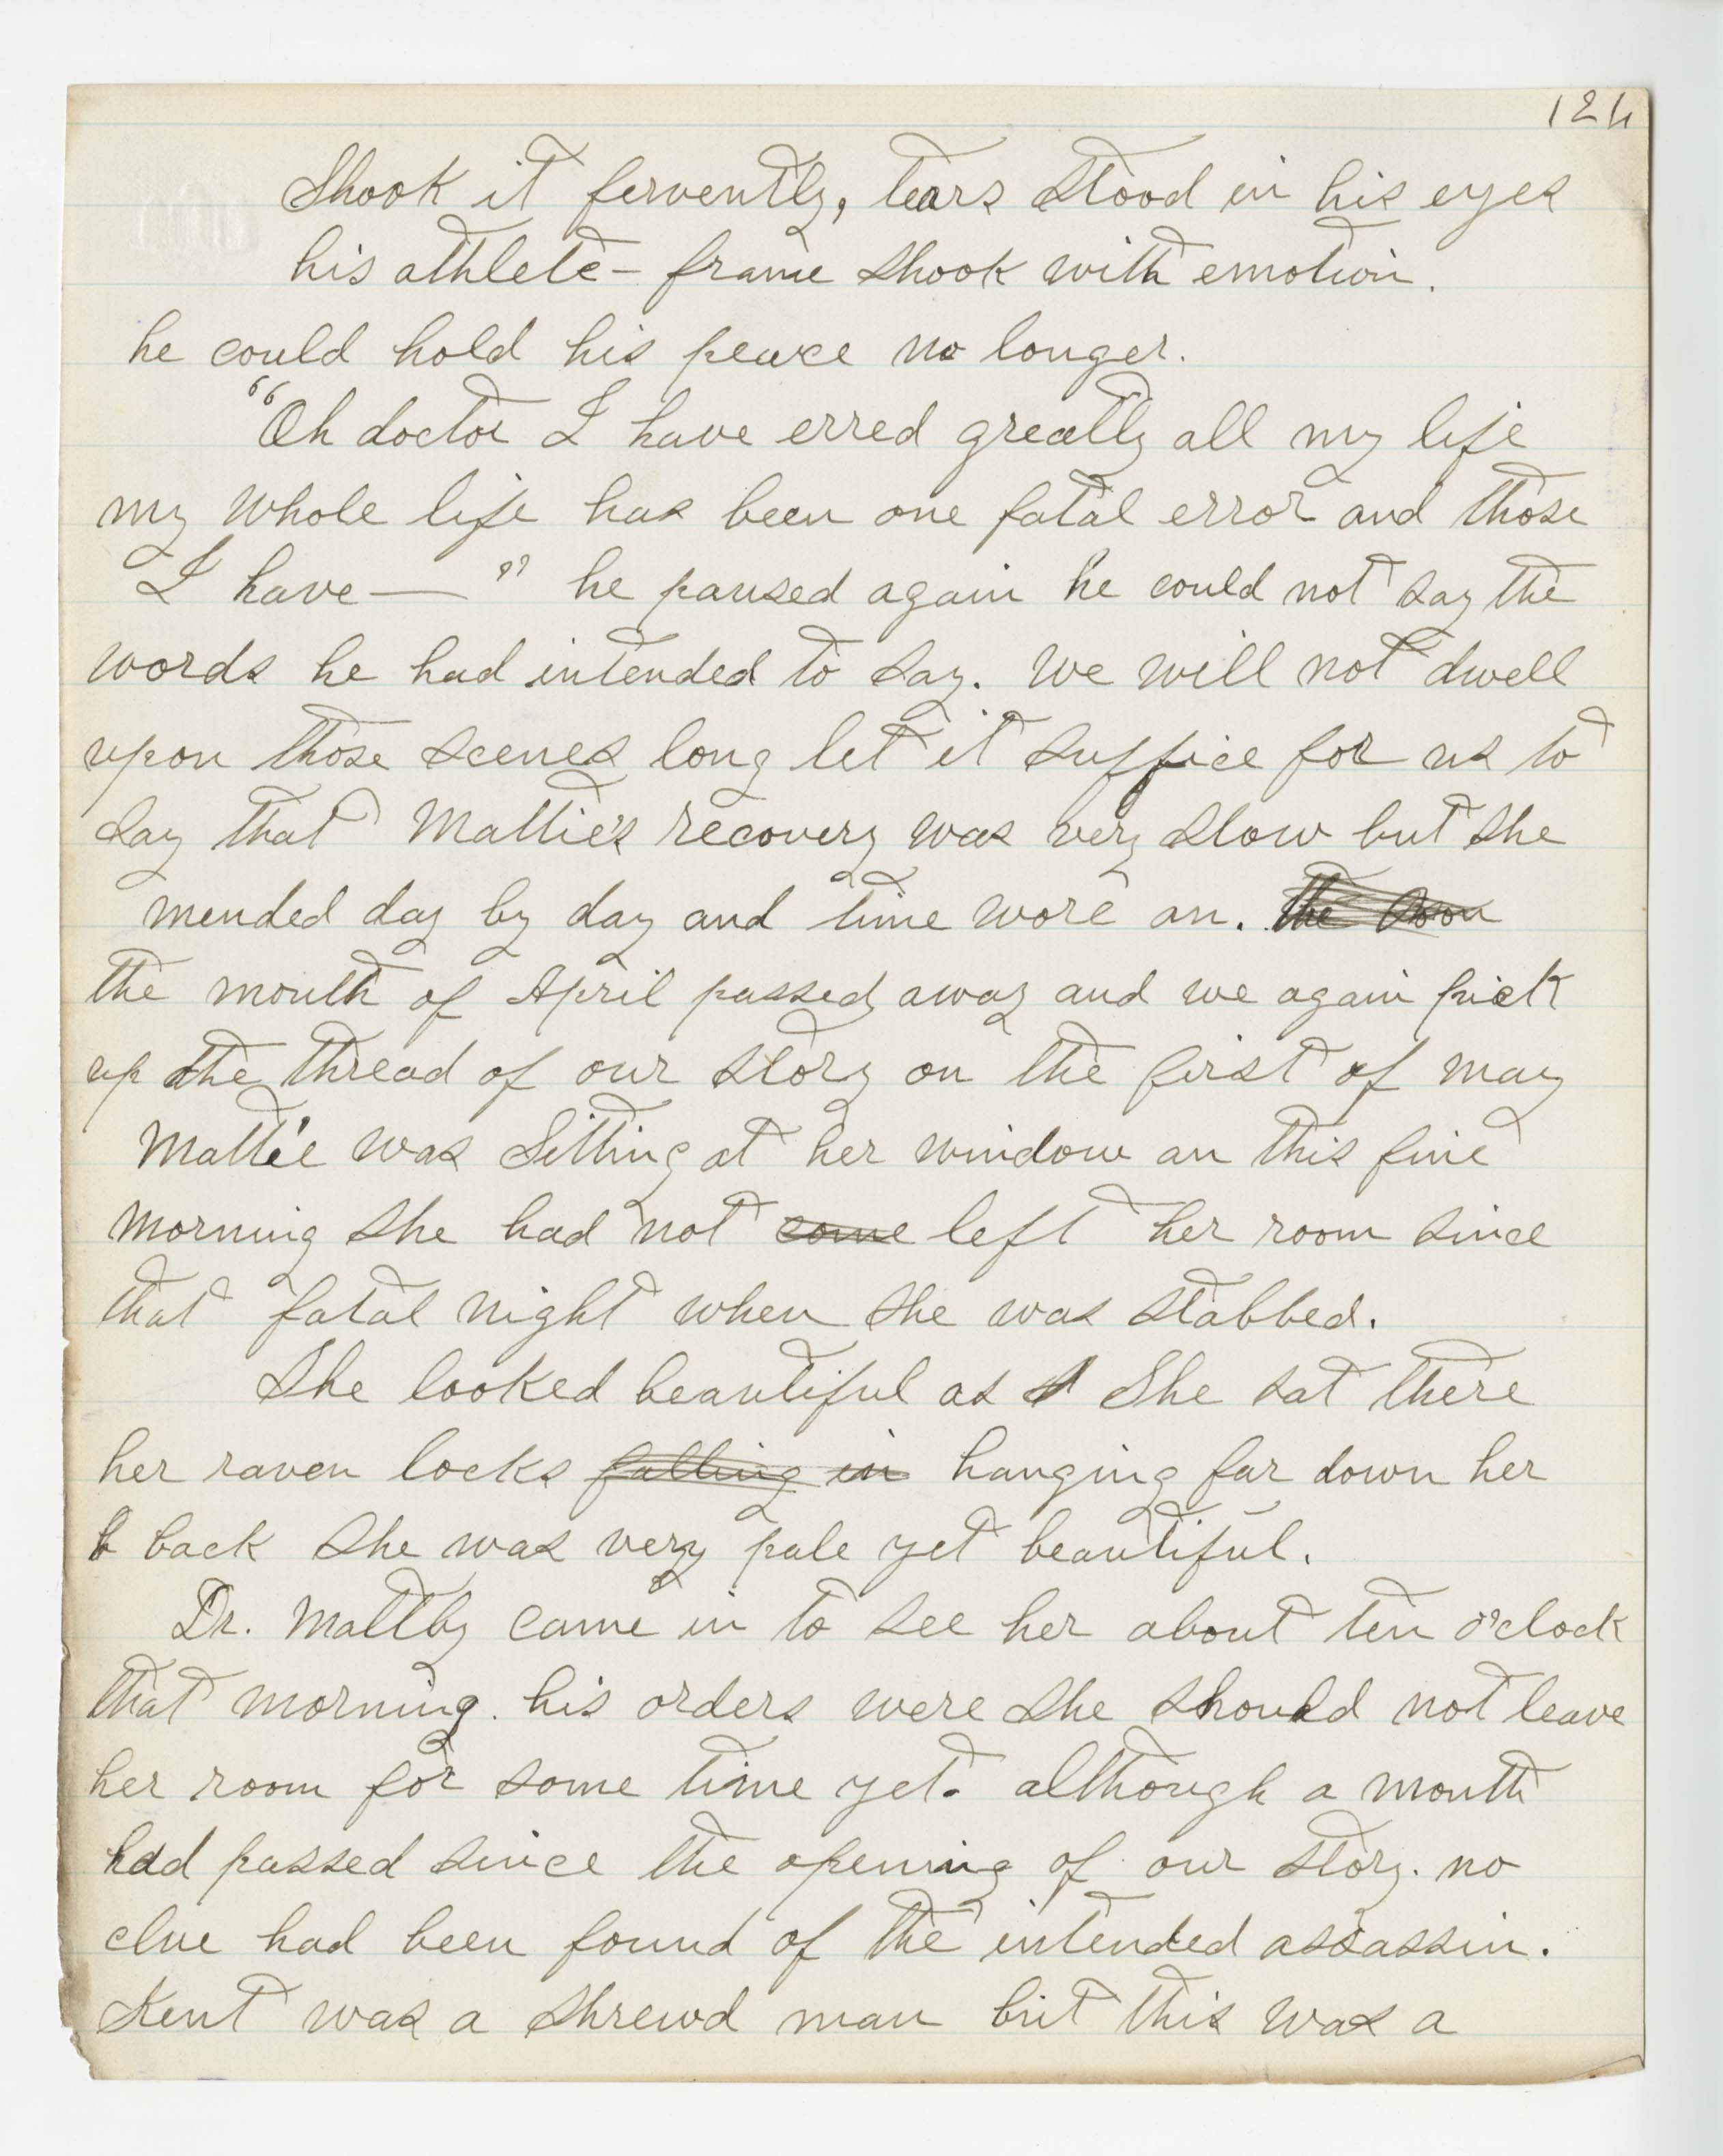 124
Shook it fervently, tears stood in his eyes
his athlete - frame shook with emotion.
he could hold his peace no longer.
"Oh doctor I have erred greatly all my life
my whole life has been one fatal error and those
I have — " he paused again he could not say the
words he had intended to say. We will not dwell
upon those scenes long let it suffice for us to
say that Mattie's recovery was very slow but she
mended day by day and time wore on. the
the month of April passed away and we again pick
up the thread of our story on the first of may
Mattie was Sitting at her window on this fine
morning she had not come left her room since
that fatal night when she was stabbed.
She looked beautiful as S She sat there
her raven locks falling in hanging far down her
b back She was very pale yet beautiful.
Dr. Maltby came in to see her about ten o'clock
that morning. his orders were she should not leave
her room for some time yet. although a month
had passed since the opening of our story. no
clue had been found of the intended assassin.
Kent was a shrewd man but this was a